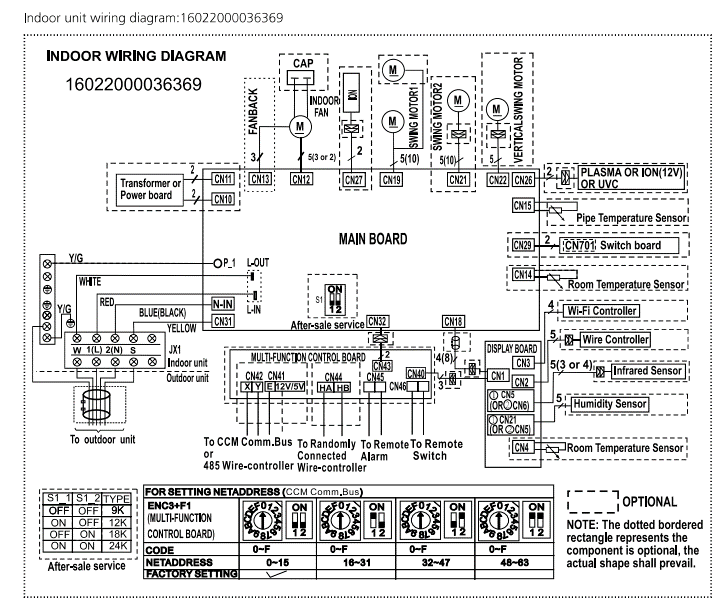 Indoor unit wiring diagram:16022000036369
INDOOR WIRING DIAGRAM
16022000036369
CAP
FANBACK
INDOOR
FAN
M
ION
M
SWING MOTOR1
SWING MOTOR2
M
M
VERTICALSWING MOTOR
3
5(3 or 2)
2
5(10)
5(10)
5
Transformer or
Power board
2
CN11
2
CN10
CN13
CN12
CN27
CN19
CN21
CN22
CN26
2
PLASMA OR ION(12V)
OR UVC
CN15
Pipe Temperature Sensor
MAIN BOARD
CN29
2
CN701
Switch board
CN14
Room Temperature Sensor
Y/G
P_1
L-OUT
WHITE
L-IN
RED
N-IN
Y/G
BLUE(BLACK)
CN31
YELLOW
W 1(L) 2(N) S
JX1
Indoor unit
Outdoor unit
To outdoor unit
S1
ON
1 2
After-sale service
CN32
CN18
2
4(8)
CN43
MULTI-FUNCTION CONTROL BOARD
CN42
CN41
X Y E 12V/5V
CN44
HA HB
CN45
CN46
CN40
3
DISPLAY BOARD
CN3
CN1
CN2
① CN5
(OR②CN6)
① CN21
(OR ②CN5)
CN4
4
Wi-Fi Controller
5
Wire Controller
5(3 or 4)
Infrared Sensor
5
Humidity Sensor
Room Temperature Sensor
To CCM Comm.Bus
or
485 Wire-controller
To Randomly
Connected
Wire-controller
To Remote
Alarm
To Remote
Switch
S1_1 S1_2 TYPE
OFF OFF 9K
ON OFF 12K
OFF ON 18K
ON ON 24K
After-sale service
FOR SETTING NETADDRESS (CCM Comm.Bus)
ENC3+F1
(MULTI-FUNCTION
CONTROL BOARD)
ON
1 2
ON
1 2
ON
1 2
ON
1 2
CODE 0~F 0~F 0~F 0~F
NETADDRESS 0~15 16~31 32~47 48~63
FACTORY SETTING
OPTIONAL
NOTE: The dotted bordered
rectangle represents the
component is optional, the
actual shape shall prevail.